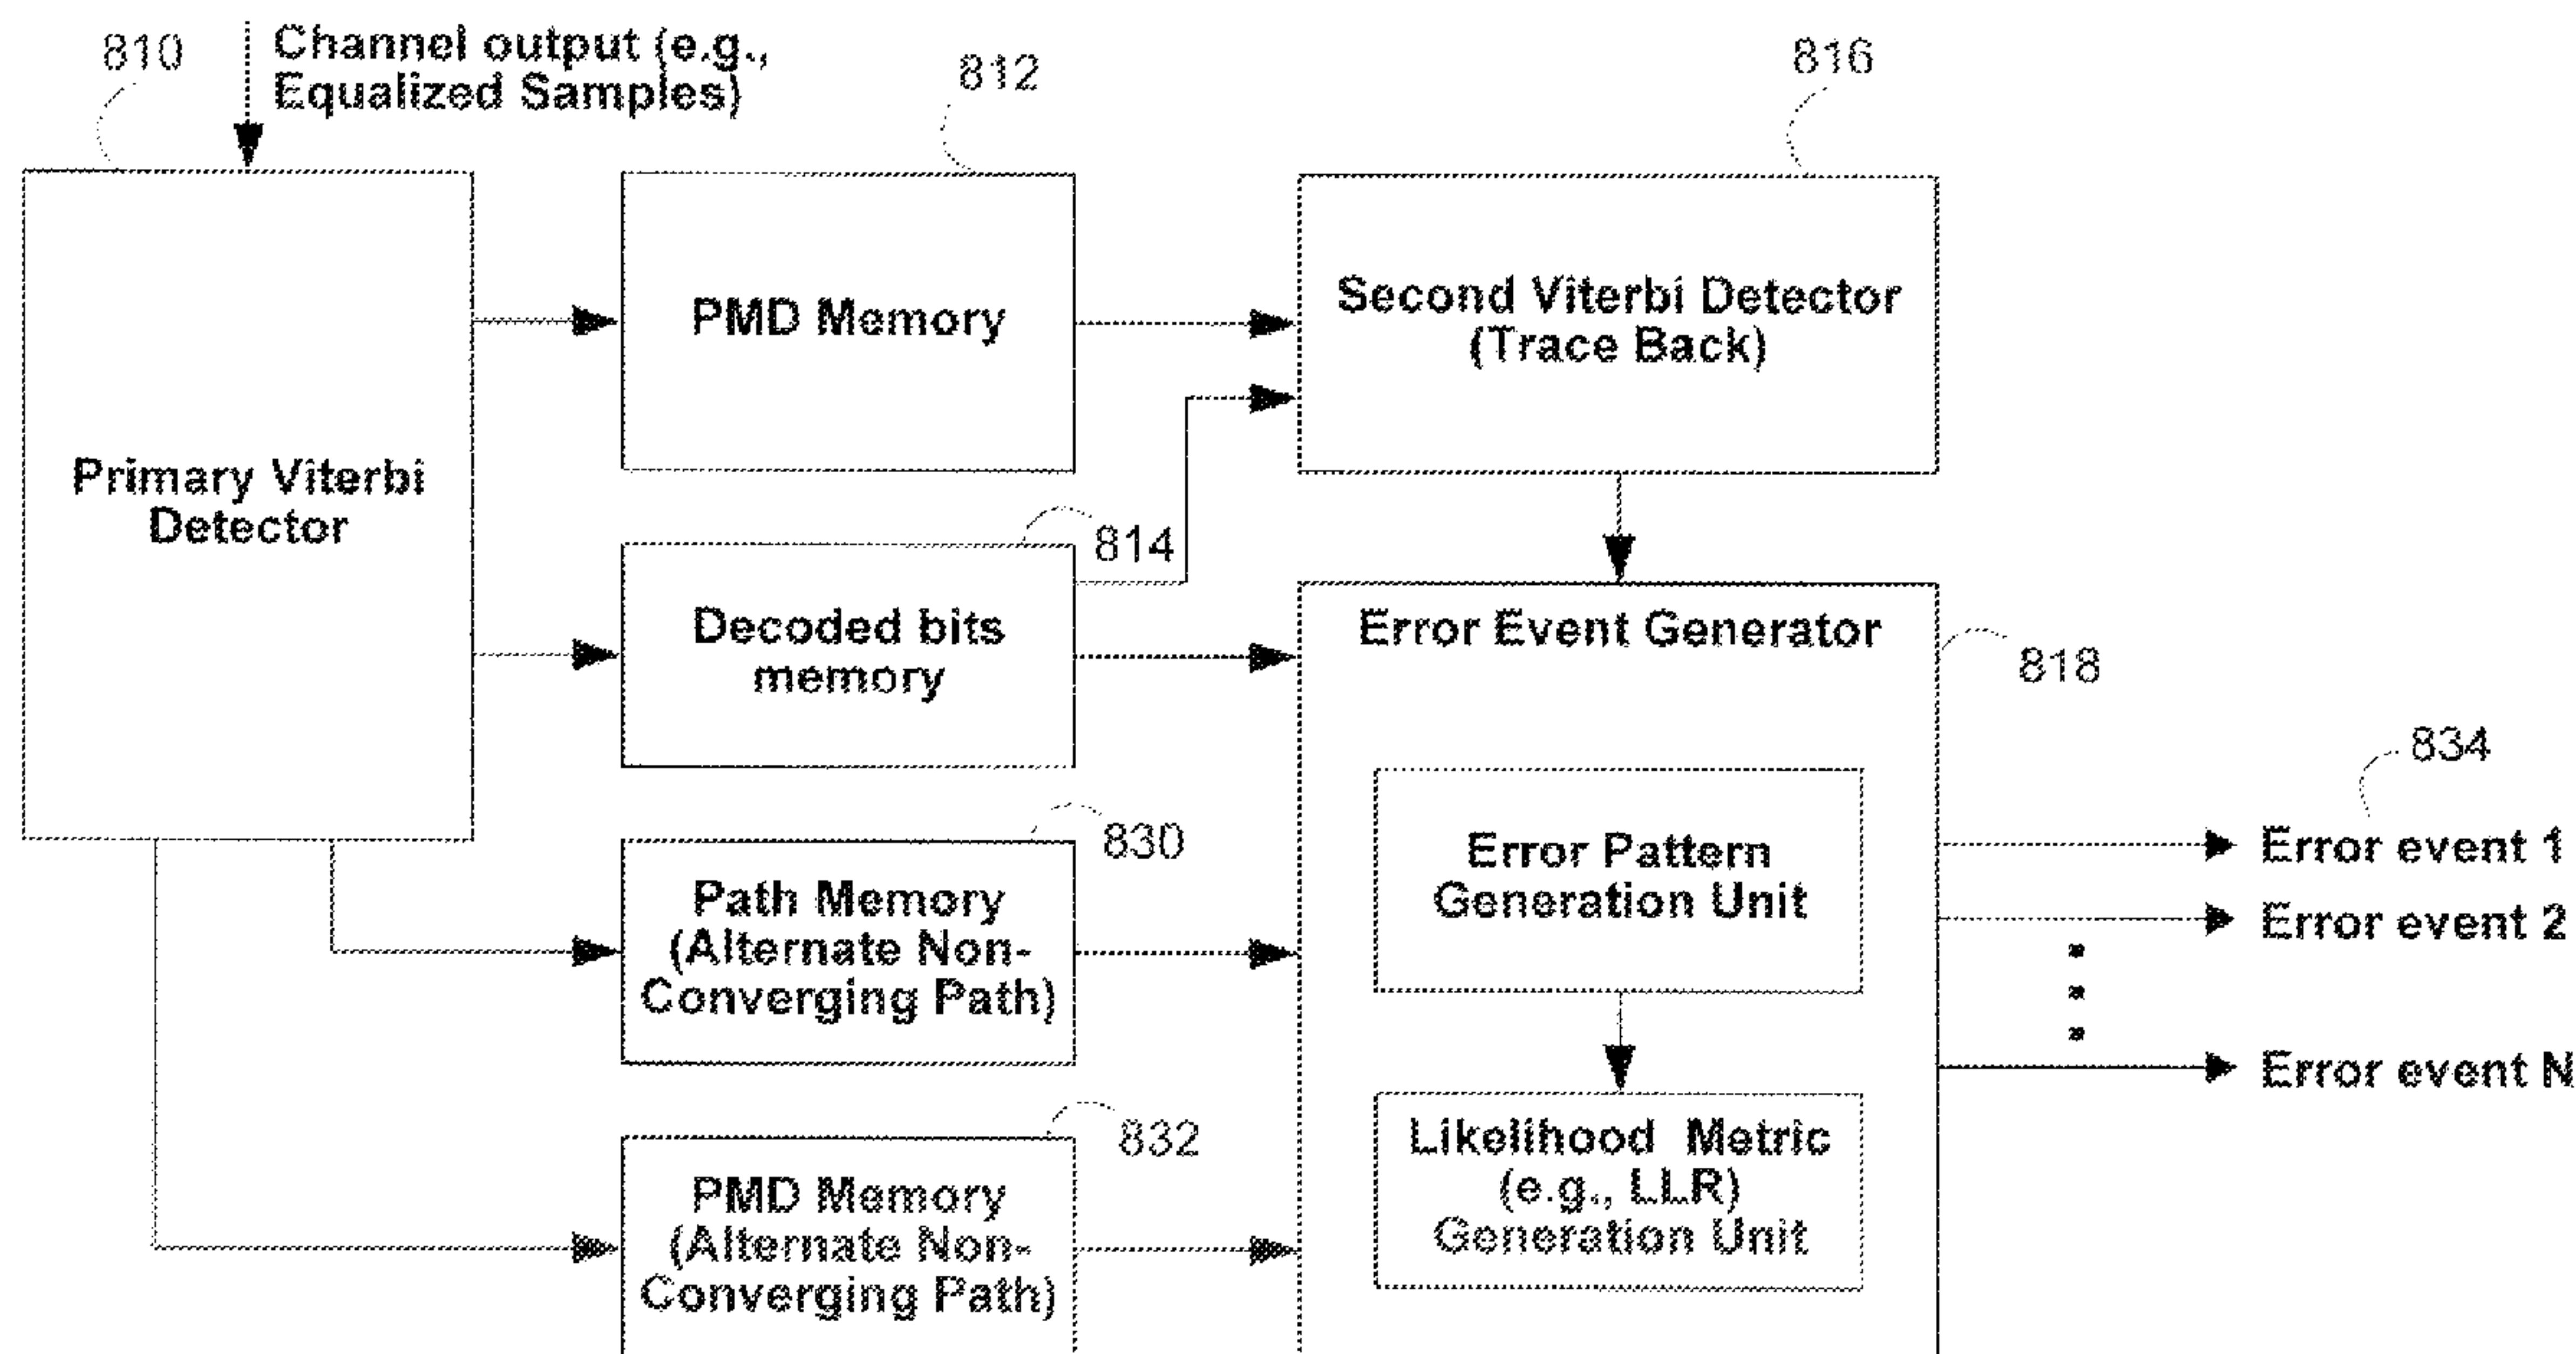 810
Channel output (e.g.,
Equalized Samples)
812
816
Primary Viterbi
Detector
PMD Memory
Second Viterbi Detector
(Trace Back)
814
Decoded bits
memory
Error Event Generator
818
830
Path Memory
(Alternate Non-
Converging Path)
Error Pattern
Generation Unit
834
Error event 1
Error event 2
Error event N
832
PMD Memory
(Alternate Non-
Converging Path)
Likelihood Metric
(e.g., LLR)
Generation Unit